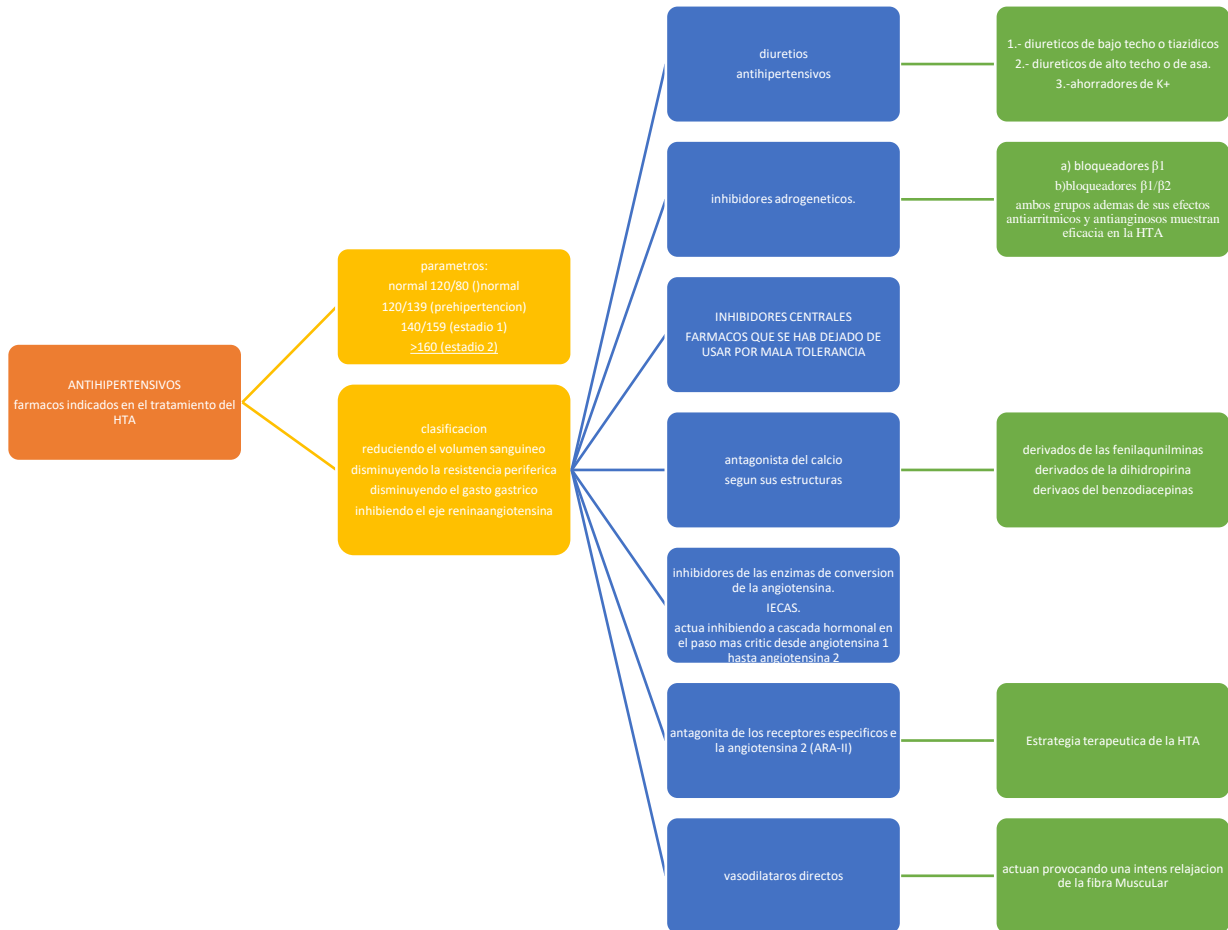 ANTIHIPERTENSIVOS
farmacos indicados en el tratamiento del
HTA
parametros:
normal 120/80 ()normal
120/139 (prehipertencion)
140/159 (estadio 1)
>160 (estadio 2)
clasificacion
reduciendo el volumen sanguineo
disminuyendo la resistencia periferica
disminuyendo el gasto gastrico
inhibiendo el eje reninaangiotensina
diuretios
antihipertensivos
1.- diureticos de bajo techo o tiazidicos
2.- diureticos de alto techo o de asa.
3.-ahorradores de K+
inhibidores adrogeneticos.
a) bloqueadores β1
b)bloqueadores β1/β2
ambos grupos ademas de sus efectos
antiarritmicos y antianginosos muestran
eficacia en la HTA
INHIBIDORES CENTRALES
FARMACOS QUE SE HAB DEJADO DE
USAR POR MALA TOLERANCIA
antagonista del calcio
segun sus estructuras
derivados de las fenilaqunilminas
derivados de la dihidropirina
derivaos del benzodiacepinas
inhibidores de las enzimas de conversion
de la angiotensina.
IECAS.
actua inhibiendo a cascada hormonal en
el paso mas critic desde angiotensina 1
hasta angiotensina 2
antagonita de los receptores especificos e
la angiotensina 2 (ARA-II)
Estrategia terapeutica de la HTA
vasodilataros directos
actuan provocando una intens relajacion
de la fibra MuscuLar